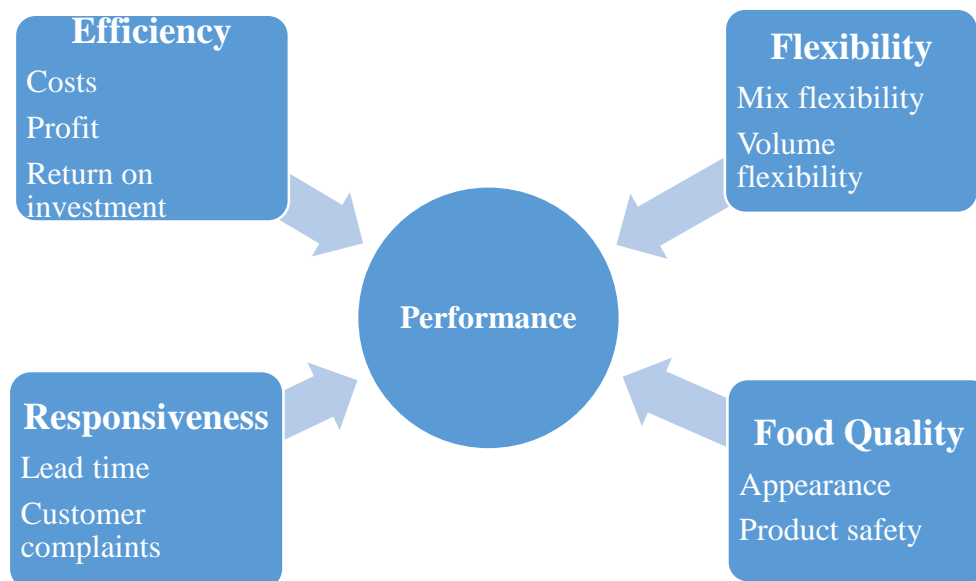 Efficiency
Costs
Profit
Return on
investment
Flexibility
Mix flexibility
Volume
flexibility
Performance
Responsiveness
Lead time
Customer
complaints
Food Quality
Appearance
Product safety